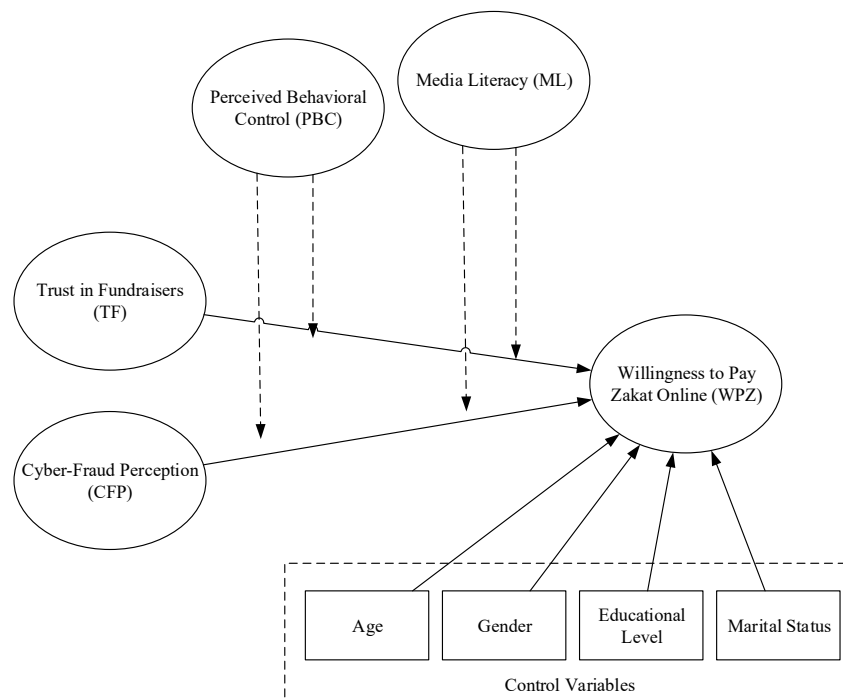 Media Literacy (ML)
Perceived Behavioral
Control (PBC)
Trust in Fundraisers
(TF)
Willingness to Pay
Zakat Online (WPZ)
Cyber-Fraud Perception
(CFP)
Age
Gender
Educational
Level
Marital Status
Control Variables